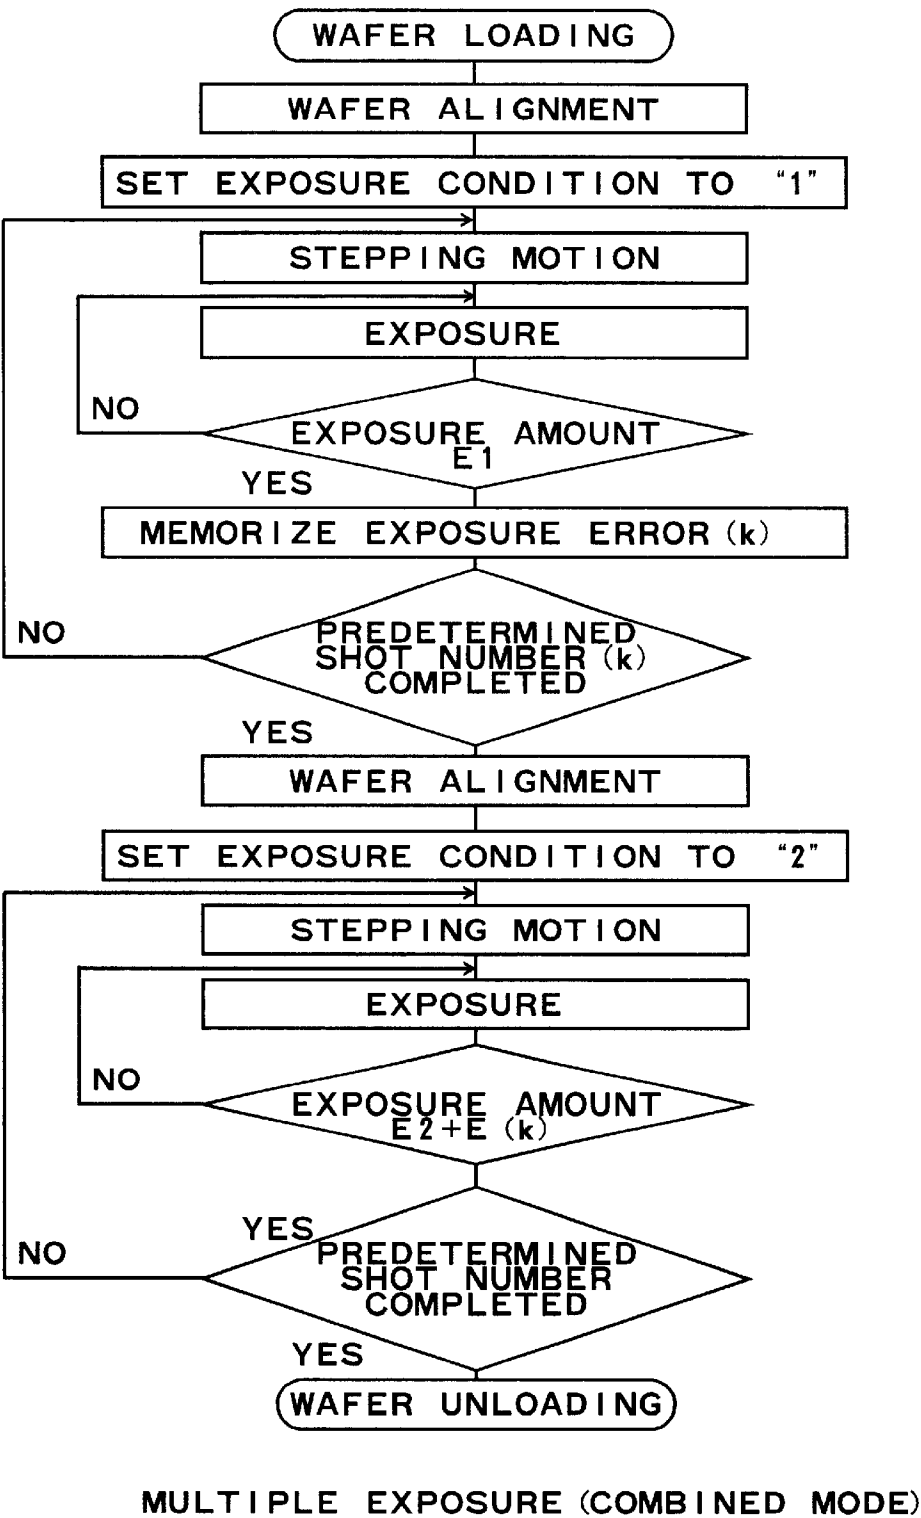 WAFER LOADING
WAFER ALIGNMENT
SET EXPOSURE CONDITION TO “1”
STEPPING MOTION
EXPOSURE
NO
EXPOSURE AMOUNT
E1
YES
MEMORIZE EXPOSURE ERROR (k)
NO
PREDETERMINED
SHOT NUMBER (k)
COMPLETED
YES
WAFER ALIGNMENT
SET EXPOSURE CONDITION TO “2”
STEPPING MOTION
EXPOSURE
NO
EXPOSURE AMOUNT
E2+E (k)
YES
NO
PREDETERMINED
SHOT NUMBER
COMPLETED
YES
WAFER UNLOADING
MULTIPLE EXPOSURE (COMBINED MODE)